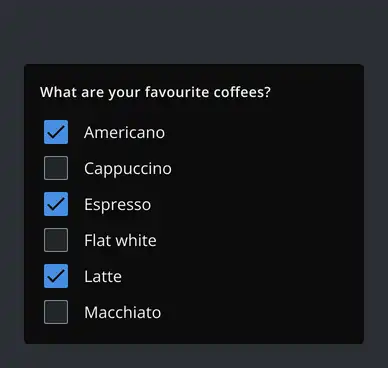 What are your favourite coffees?
Americano
Cappuccino
Espresso
Flat white
Latte
Macchiato